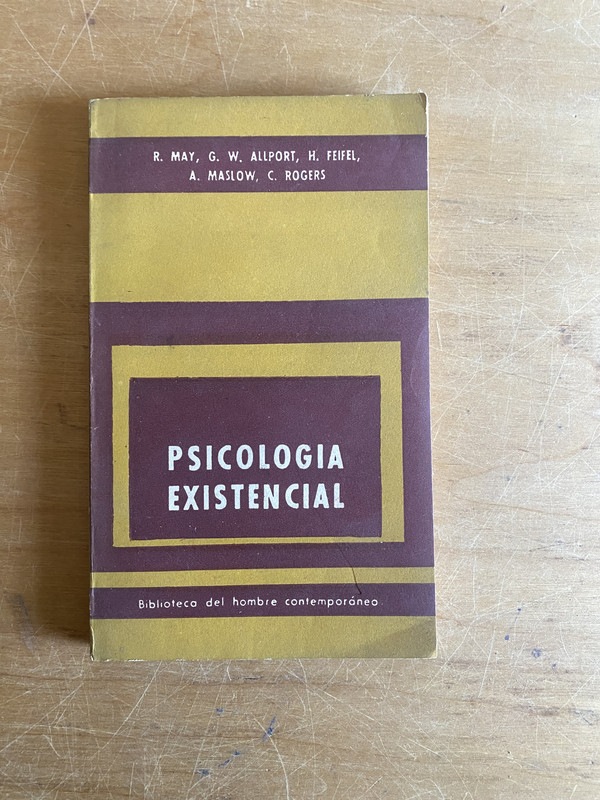 R. MAY, G. W. ALLPORT, H. FEIFEL,
A. MASLOW, C. ROGERS
PSICOLOGIA
EXISTENCIAL
Biblioteca del hombre contemporáneo